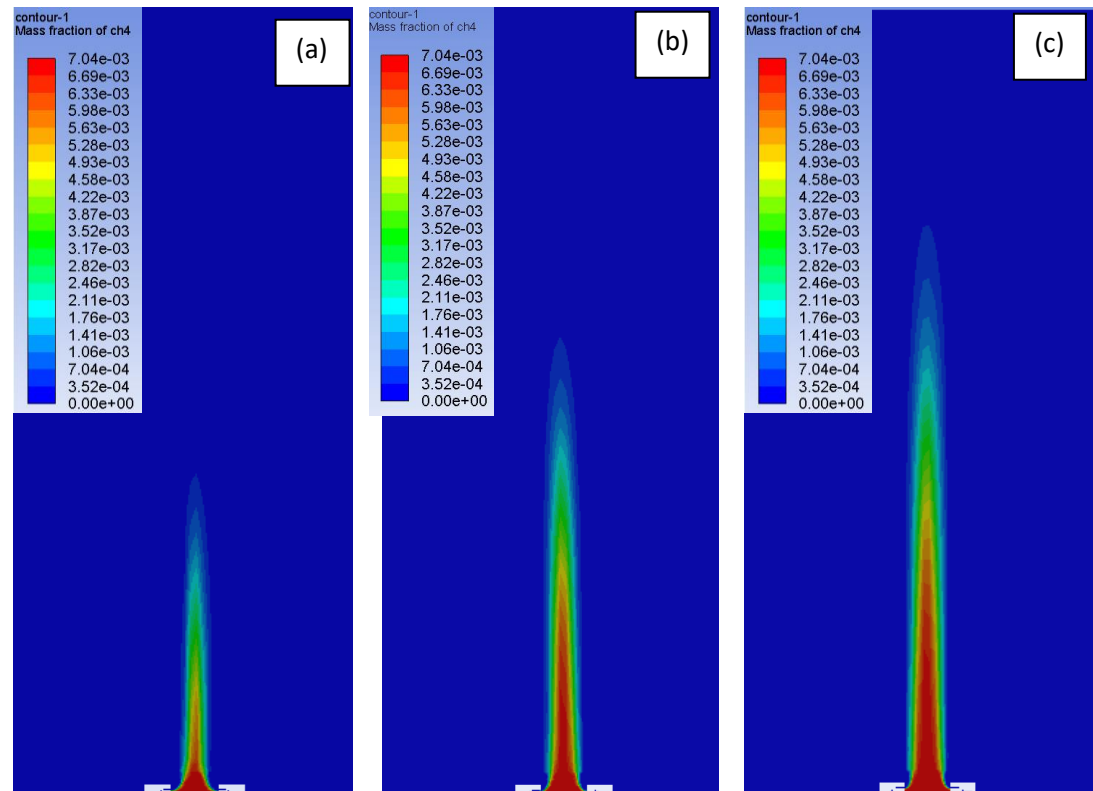 contour-1
Mass fraction of ch4
(a)
7.04e-03
6.69e-03
6.33e-03
5.98e-03
5.63e-03
5.28e-03
4.93e-03
4.58e-03
4.22e-03
3.87e-03
3.52e-03
3.17e-03
2.82e-03
2.46e-03
2.11e-03
1.76e-03
1.41e-03
1.06e-03
7.04e-04
3.52e-04
0.00e+00
contour-1
Mass fraction of ch4
(b)
7.04e-03
6.69e-03
6.33e-03
5.98e-03
5.63e-03
5.28e-03
4.93e-03
4.58e-03
4.22e-03
3.87e-03
3.52e-03
3.17e-03
2.82e-03
2.46e-03
2.11e-03
1.76e-03
1.41e-03
1.06e-03
7.04e-04
3.52e-04
0.00e+00
contour-1
Mass fraction of ch4
(c)
7.04e-03
6.69e-03
6.33e-03
5.98e-03
5.63e-03
5.28e-03
4.93e-03
4.58e-03
4.22e-03
3.87e-03
3.52e-03
3.17e-03
2.82e-03
2.46e-03
2.11e-03
1.76e-03
1.41e-03
1.06e-03
7.04e-04
3.52e-04
0.00e+00